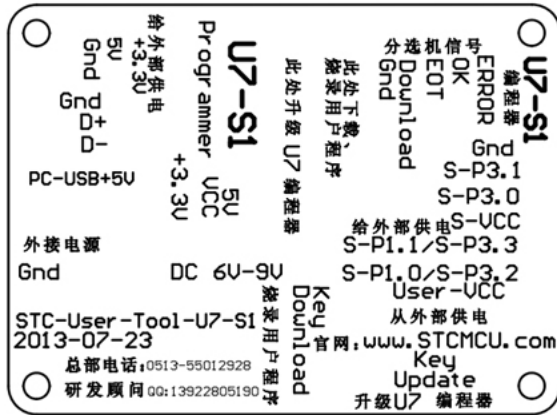 给外部供电
+3.3V
5V
Gnd
Gnd
D+
D-
PC-USB+5V
U7-S1
Programmer
5V
VCC
+3.3V
此处升级 U7 编程器
此处下载、
烧录用户程序
分选机信号
U7-S1
编程器
ERROR
OK
EOT
Download
Gnd
Gnd
S-P3.1
S-P3.0
给外部供电 S-VCC
S-P1.1/S-P3.3
S-P1.0/S-P3.2
User-VCC
从外部供电
外接电源
Gnd
DC 6V-9V
STC-User-Tool-U7-S1
2013-07-23
总部电话:0513-55012928
研发顾问QQ:13922805190
Key
Download
烧录用户程序
官网:www.STCMCU.com
Key
Update
升级U7 编程器